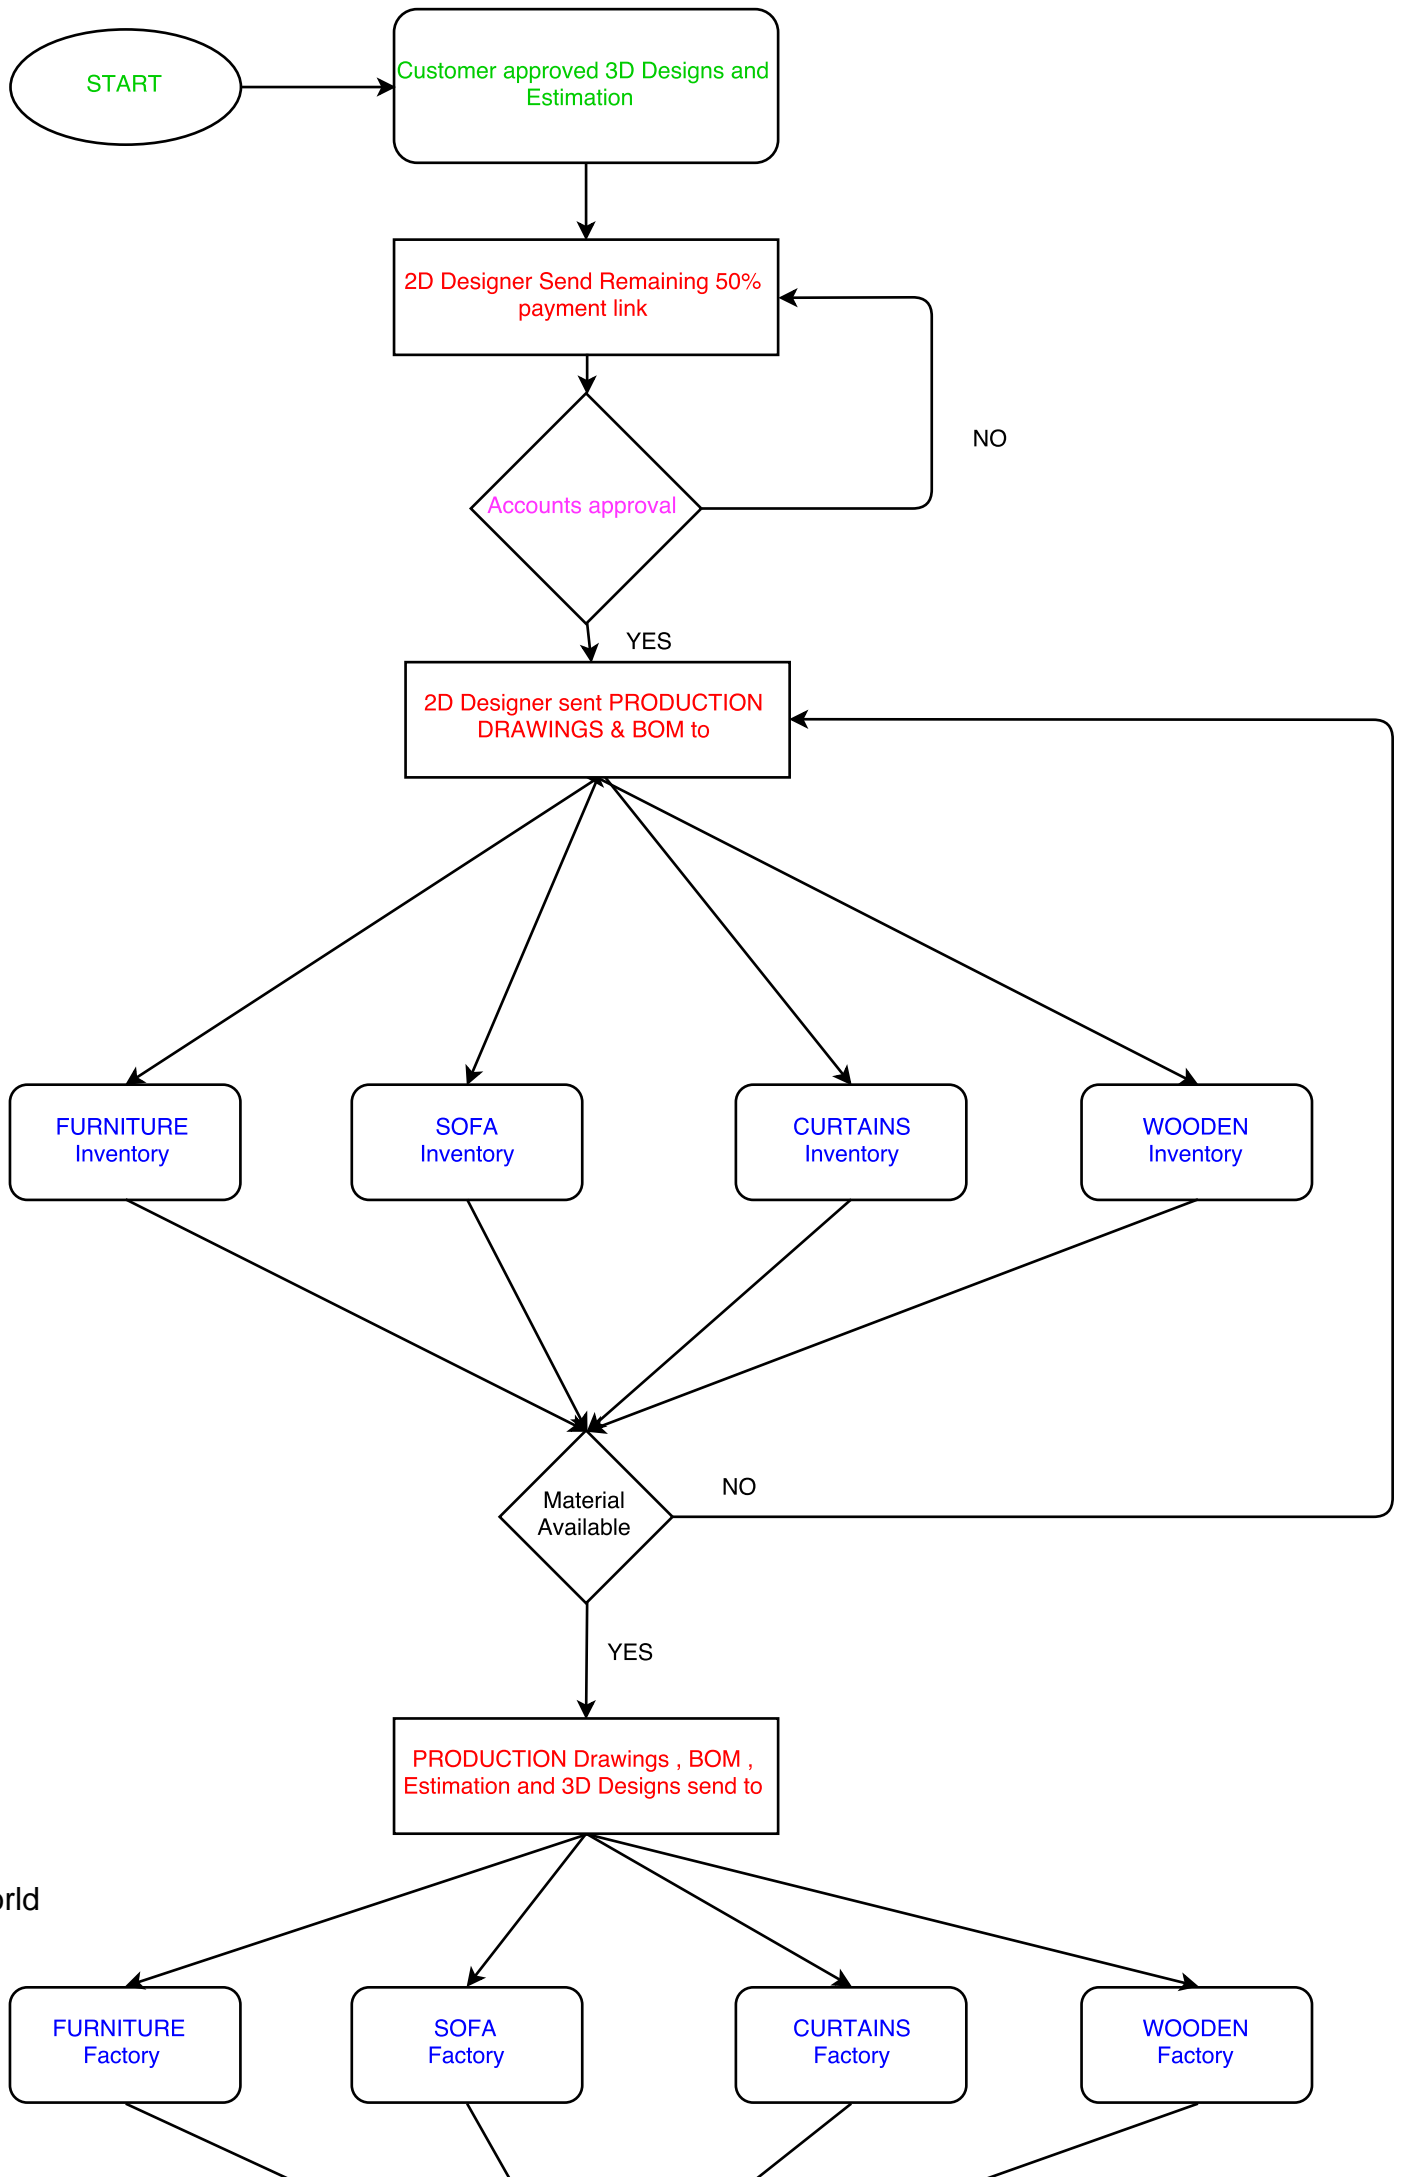 START
Customer approved 3D Designs and
Estimation
2D Designer Send Remaining 50%
payment link
NO
Accounts approval
YES
2D Designer sent PRODUCTION
DRAWINGS & BOM to
FURNITURE
Inventory
SOFA
Inventory
CURTAINS
Inventory
WOODEN
Inventory
NO
Material
Available
YES
PRODUCTION Drawings , BOM ,
Estimation and 3D Designs send to
FURNITURE
Factory
SOFA
Factory
CURTAINS
Factory
WOODEN
Factory